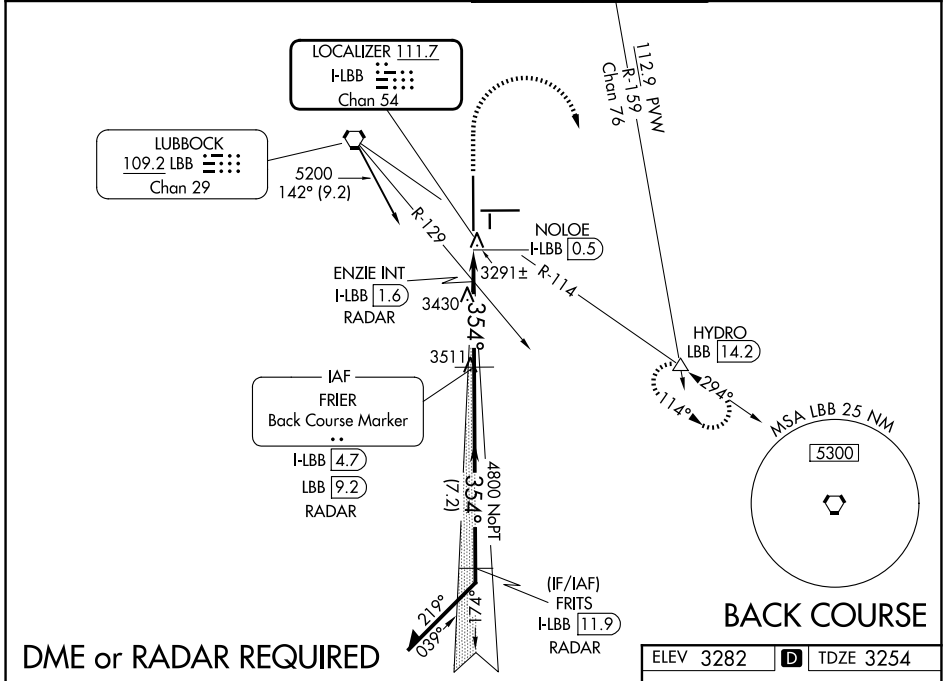 LOCALIZER 111.7
I-LBB
Chan 54
112.9 PVW
R-159
Chan 76
LUBBOCK
109.2 LBB
Chan 29
5200
142° (9.2)
R-129
NOLOE
I-LBB 0.5
3291±
R-114
ENZIE INT
I-LBB 1.6
RADAR
3430
354°
HYDRO
LBB 14.2
294°
114°
3511
IAF
FRIER
Back Course Marker
I-LBB 4.7
LBB 9.2
RADAR
MSA LBB 25 NM
5300
4800 NoPT
354°
(7.2)
(IF/IAF)
FRITS
I-LBB 11.9
RADAR
219°
039°
174°
BACK COURSE
DME or RADAR REQUIRED
ELEV 3282 D TDZE 3254